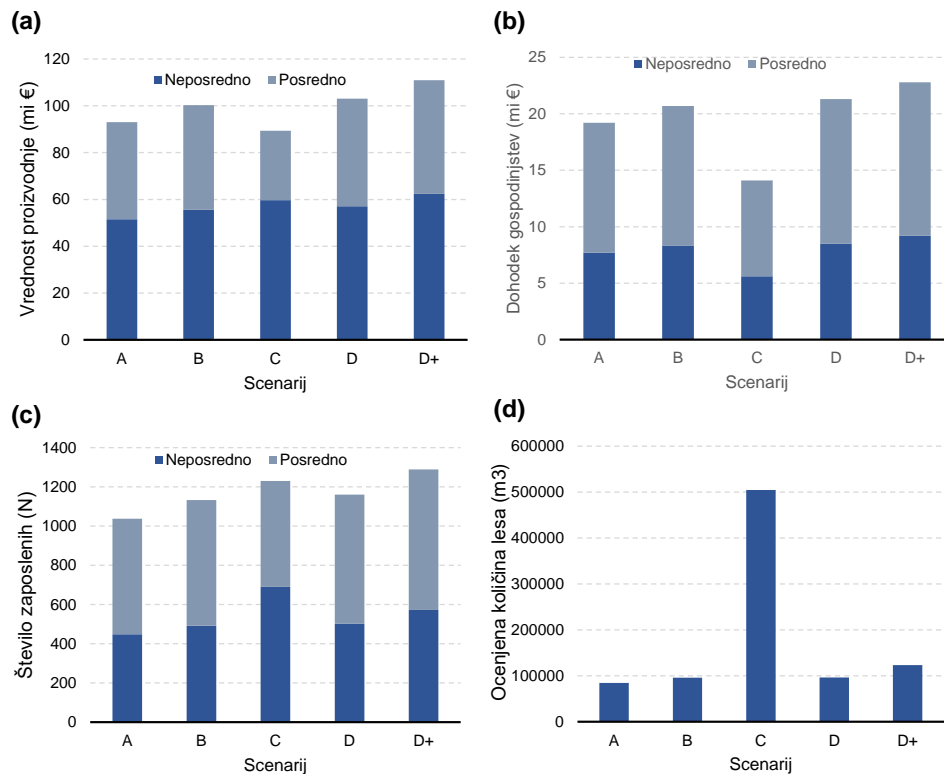 (a)
120
100
80
60
40
20
0
Vrednost proizvodnje (mi €)
Neposredno Posredno
A B C D D+
Scenarij
(b)
25
20
15
10
5
0
Dohodek gospodinjstev (mi €)
Neposredno Posredno
A B C D D+
Scenarij
(c)
1400
1200
1000
800
600
400
200
0
Število zaposlenih (N)
Neposredno Posredno
A B C D D+
Scenarij
(d)
600000
500000
400000
300000
200000
100000
0
Ocenjena količina lesa (m3)
A B C D D+
Scenarij